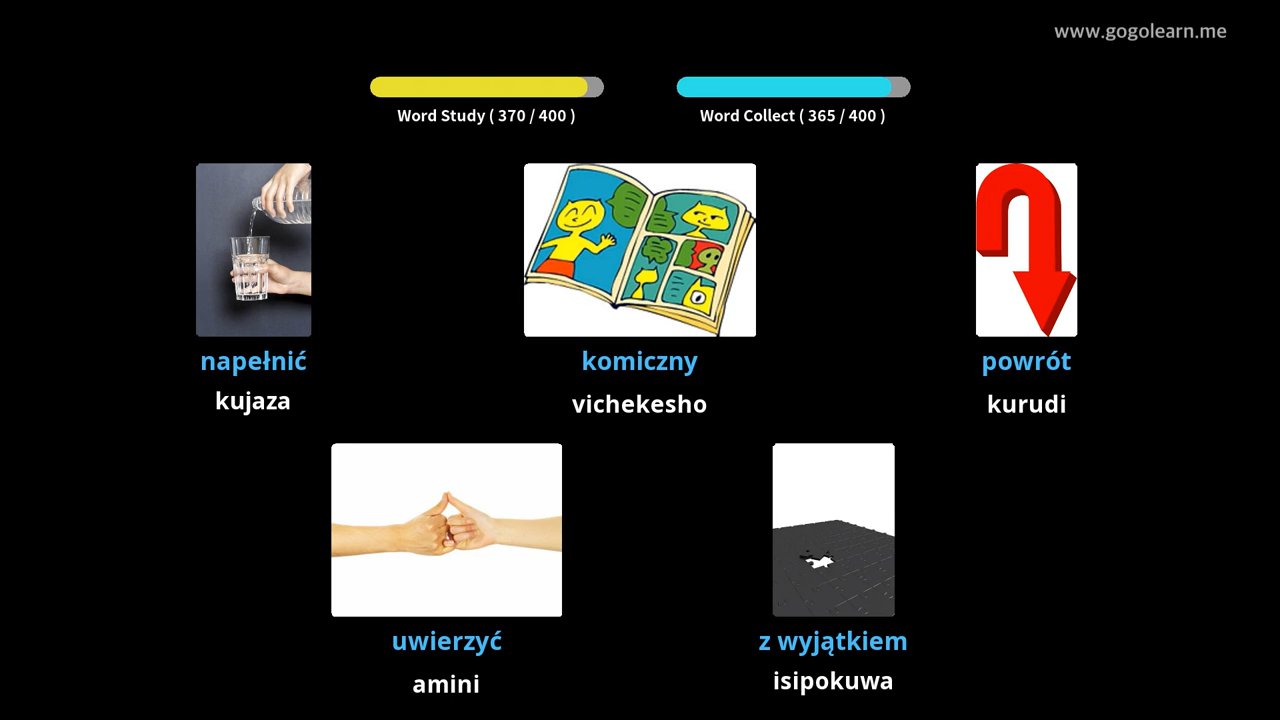 www.gogolearn.me
Word Study ( 370 / 400 )
Word Collect ( 365 / 400 )
napełnić
kujaza
komiczny
vichekesho
powrót
kurudi
uwierzyć
amini
z wyjątkiem
isipokuwa